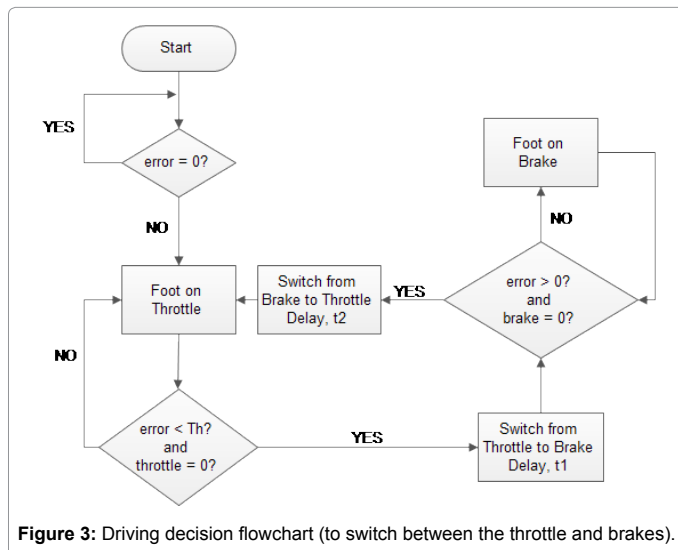 Start
YES
error = 0?
NO
Foot on
Throttle
NO
error < Th?
and
throttle = 0?
YES
Switch from
Throttle to Brake
Delay, t1
error > 0?
and
brake = 0?
NO
Foot on
Brake
YES
Switch from
Brake to Throttle
Delay, t2
Figure 3: Driving decision flowchart (to switch between the throttle and brakes).